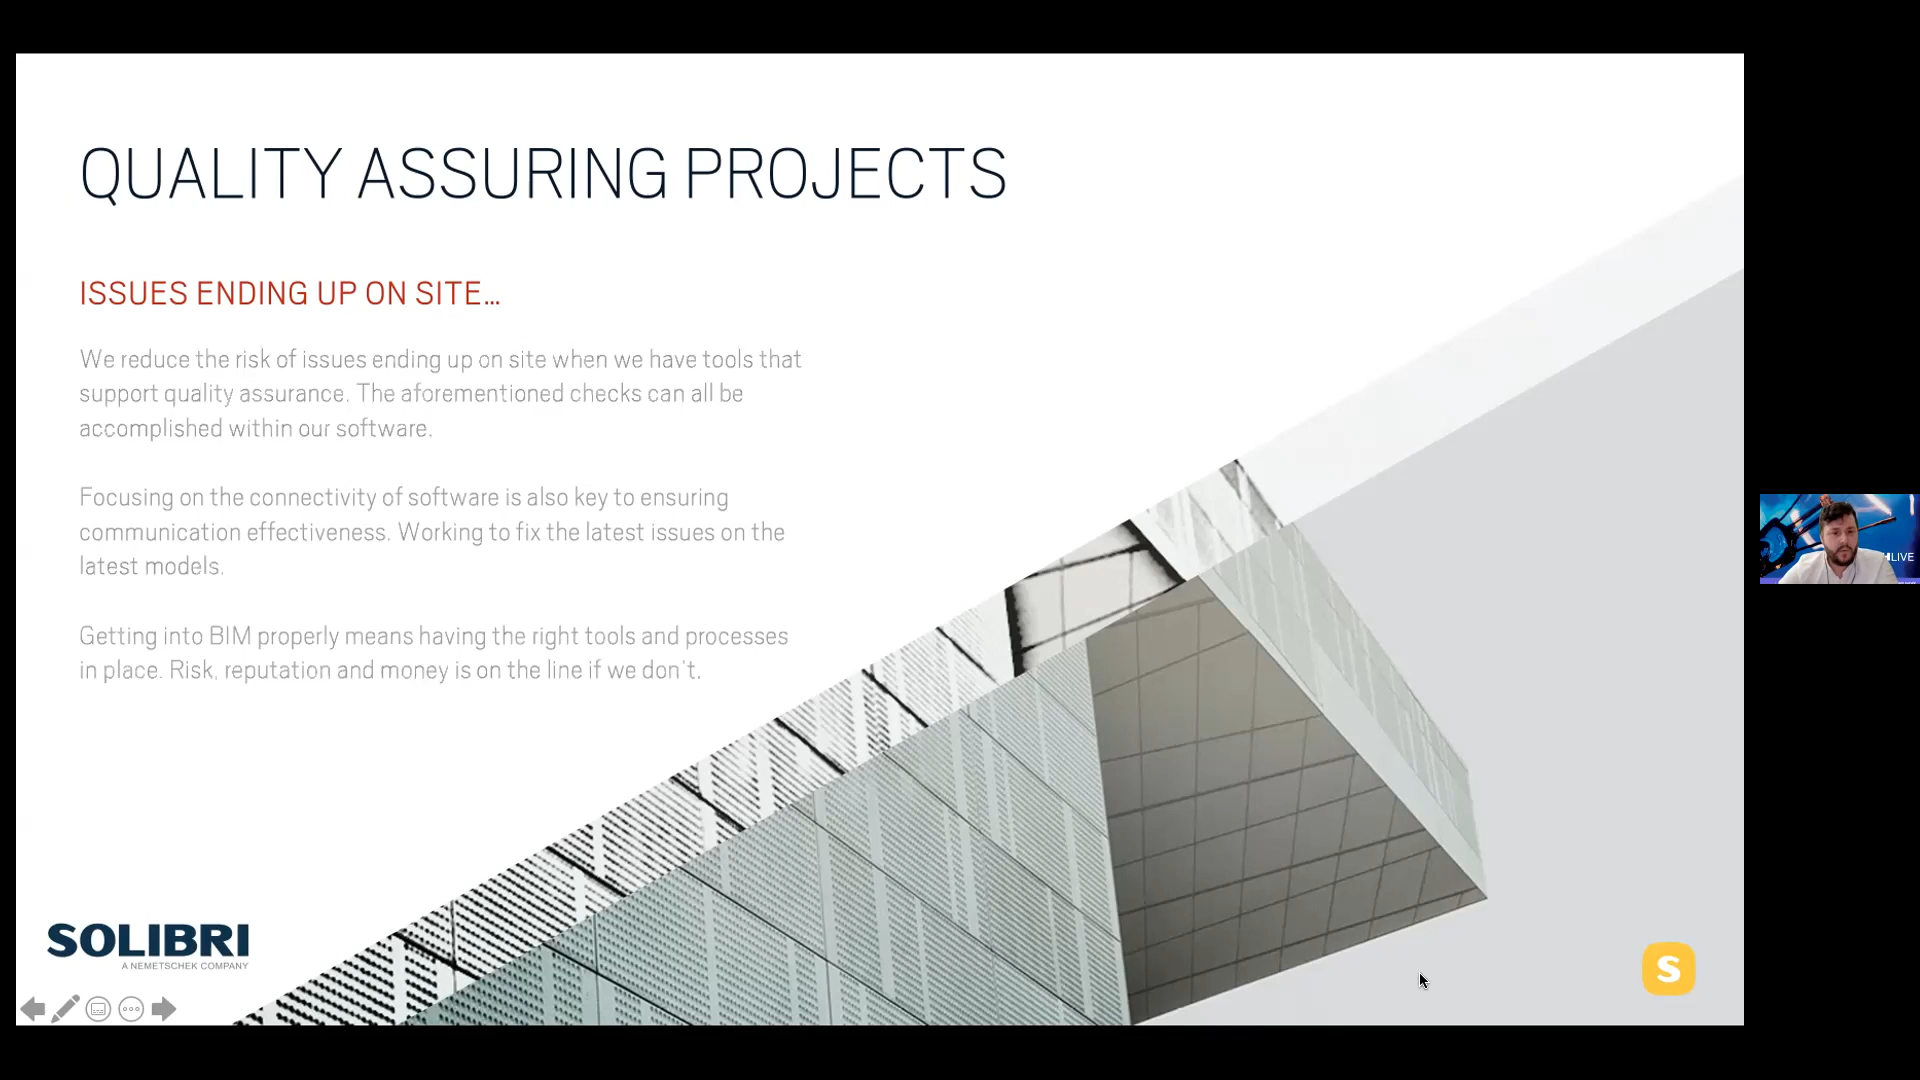 QUALITY ASSURING PROJECTS
ISSUES ENDING UP ON SITE...
We reduce the risk of issues ending up on site when we have tools that
support quality assurance. The aforementioned checks can all be
accomplished within our software.
Focusing on the connectivity of software is also key to ensuring
communication effectiveness. Working to fix the latest issues on the
latest models.
Getting into BIM properly means having the right tools and processes
in place. Risk, reputation and money is on the line if we don't.
SOLIBRI
A NEMETSCHEK COMPANY
S
LIVE